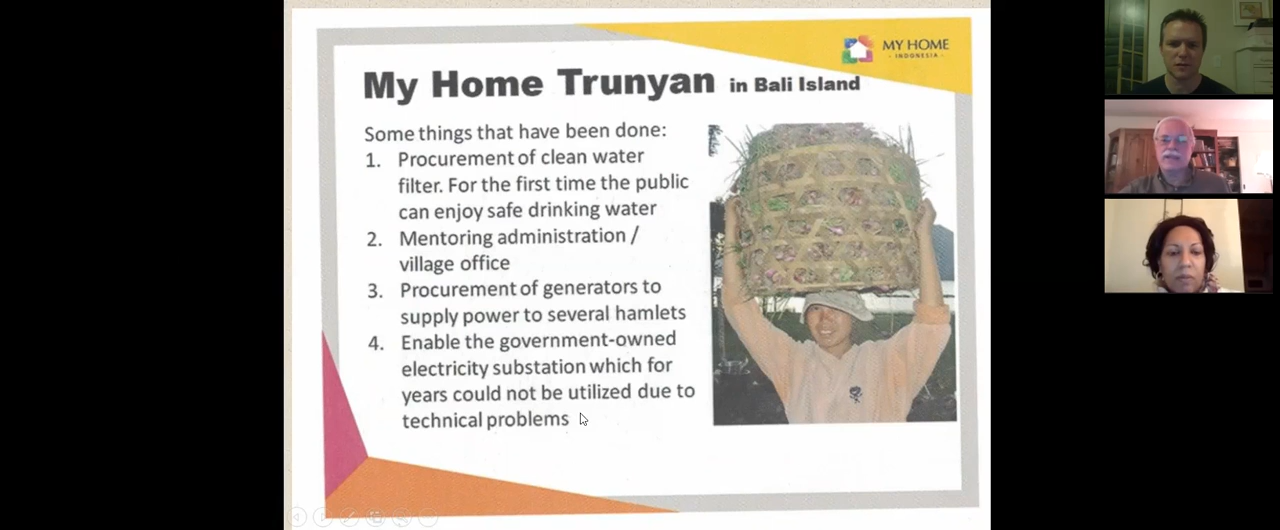 MY HOME
- INDONESIA -
My Home Trunyan in Bali Island
Some things that have been done:
1. Procurement of clean water
filter. For the first time the public
can enjoy safe drinking water
2. Mentoring administration /
village office
3. Procurement of generators to
supply power to several hamlets
4. Enable the government-owned
electricity substation which for
years could not be utilized due to
technical problems